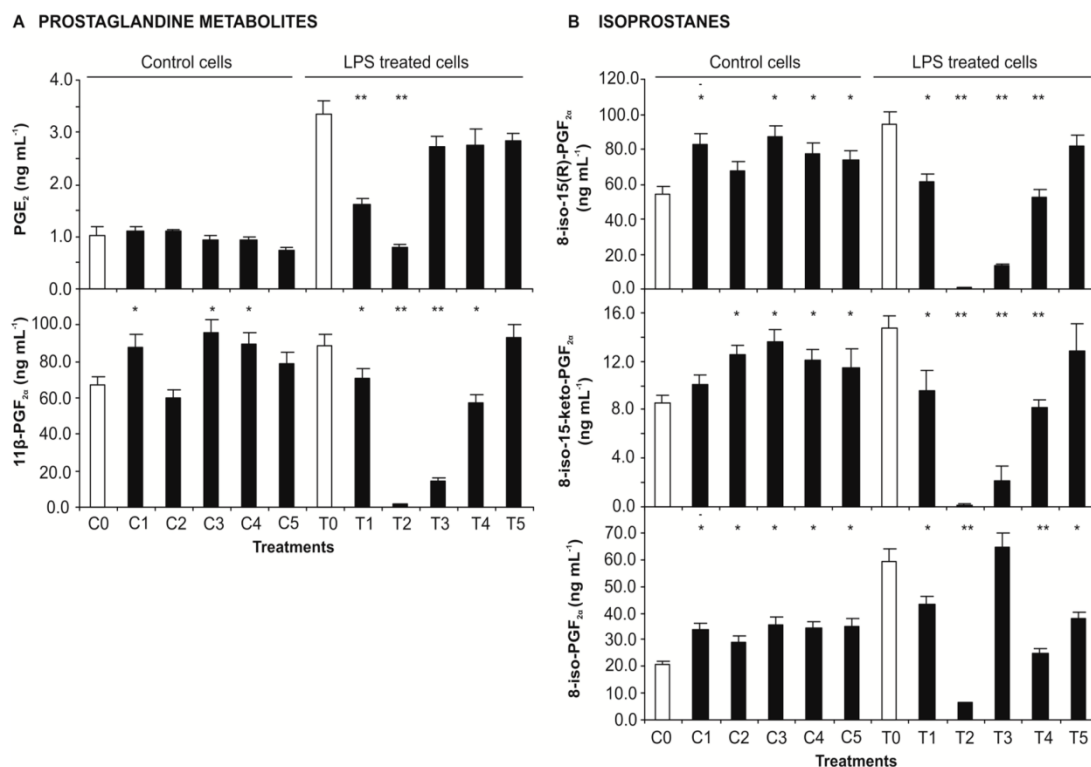 A PROSTAGLANDINE METABOLITES
Control cells LPS treated cells
PGE2 (ng mL-1)
4.0
3.0
2.0
1.0
0.0
** **
11β-PGF2α (ng mL-1)
100.0
80.0
60.0
40.0
20.0
0.0
* * * * ** ** *
C0 C1 C2 C3 C4 C5 T0 T1 T2 T3 T4 T5
Treatments
B ISOPROSTANES
Control cells LPS treated cells
8-iso-15(R)-PGF2α
(ng mL-1)
120.0
100.0
80.0
60.0
40.0
20.0
0.0
* * * * * ** ** **
8-iso-15-keto-PGF2α
(ng mL-1)
16.0
12.0
8.0
4.0
0.0
* * * * * ** ** **
8-iso-PGF2α (ng mL-1)
70.0
60.0
50.0
40.0
30.0
20.0
10.0
0.0
* * * * * * ** ** *
C0 C1 C2 C3 C4 C5 T0 T1 T2 T3 T4 T5
Treatments